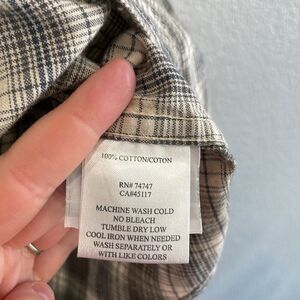 100% COTTON/COTON
RN# 74747
CA#45117
MACHINE WASH COLD
NO BLEACH
TUMBLE DRY LOW
COOL IRON WHEN NEEDED
WASH SEPARATELY OR
WITH LIKE COLORS